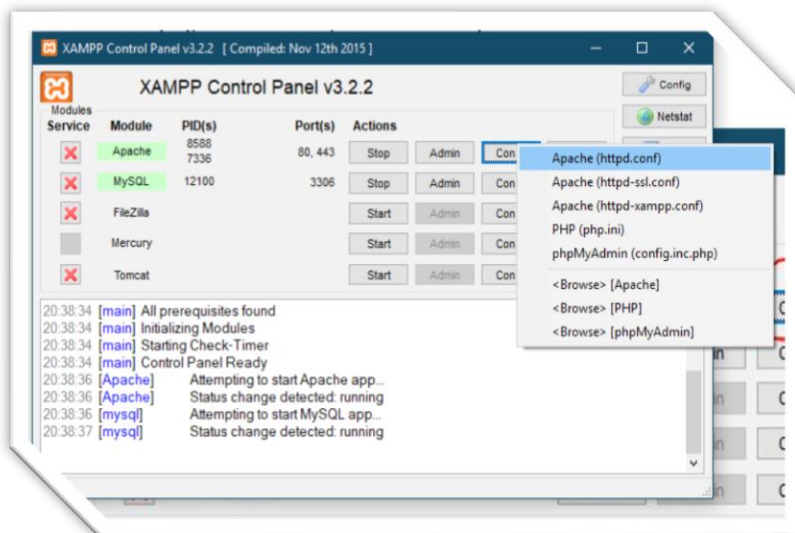 XAMPP Control Panel v3.2.2 [ Compiled: Nov 12th 2015 ]
XAMPP Control Panel v3.2.2
Config
Netstat
Modules
Service Module PID(s) Port(s) Actions
Apache 8588 7336 80, 443 Stop Admin Con
MySQL 12100 3306 Stop Admin Con
FileZilla Start Admin Con
Mercury Start Admin Con
Tomcat Start Admin Con
Apache (httpd.conf)
Apache (httpd-ssl.conf)
Apache (httpd-xampp.conf)
PHP (php.ini)
phpMyAdmin (config.inc.php)
<Browse> [Apache]
<Browse> [PHP]
<Browse> [phpMyAdmin]
20:38:34 [main] All prerequisites found
20:38:34 [main] Initializing Modules
20:38:34 [main] Starting Check-Timer
20:38:34 [main] Control Panel Ready
20:38:36 [Apache] Attempting to start Apache app...
20:38:36 [Apache] Status change detected: running
20:38:36 [mysql] Attempting to start MySQL app...
20:38:37 [mysql] Status change detected: running